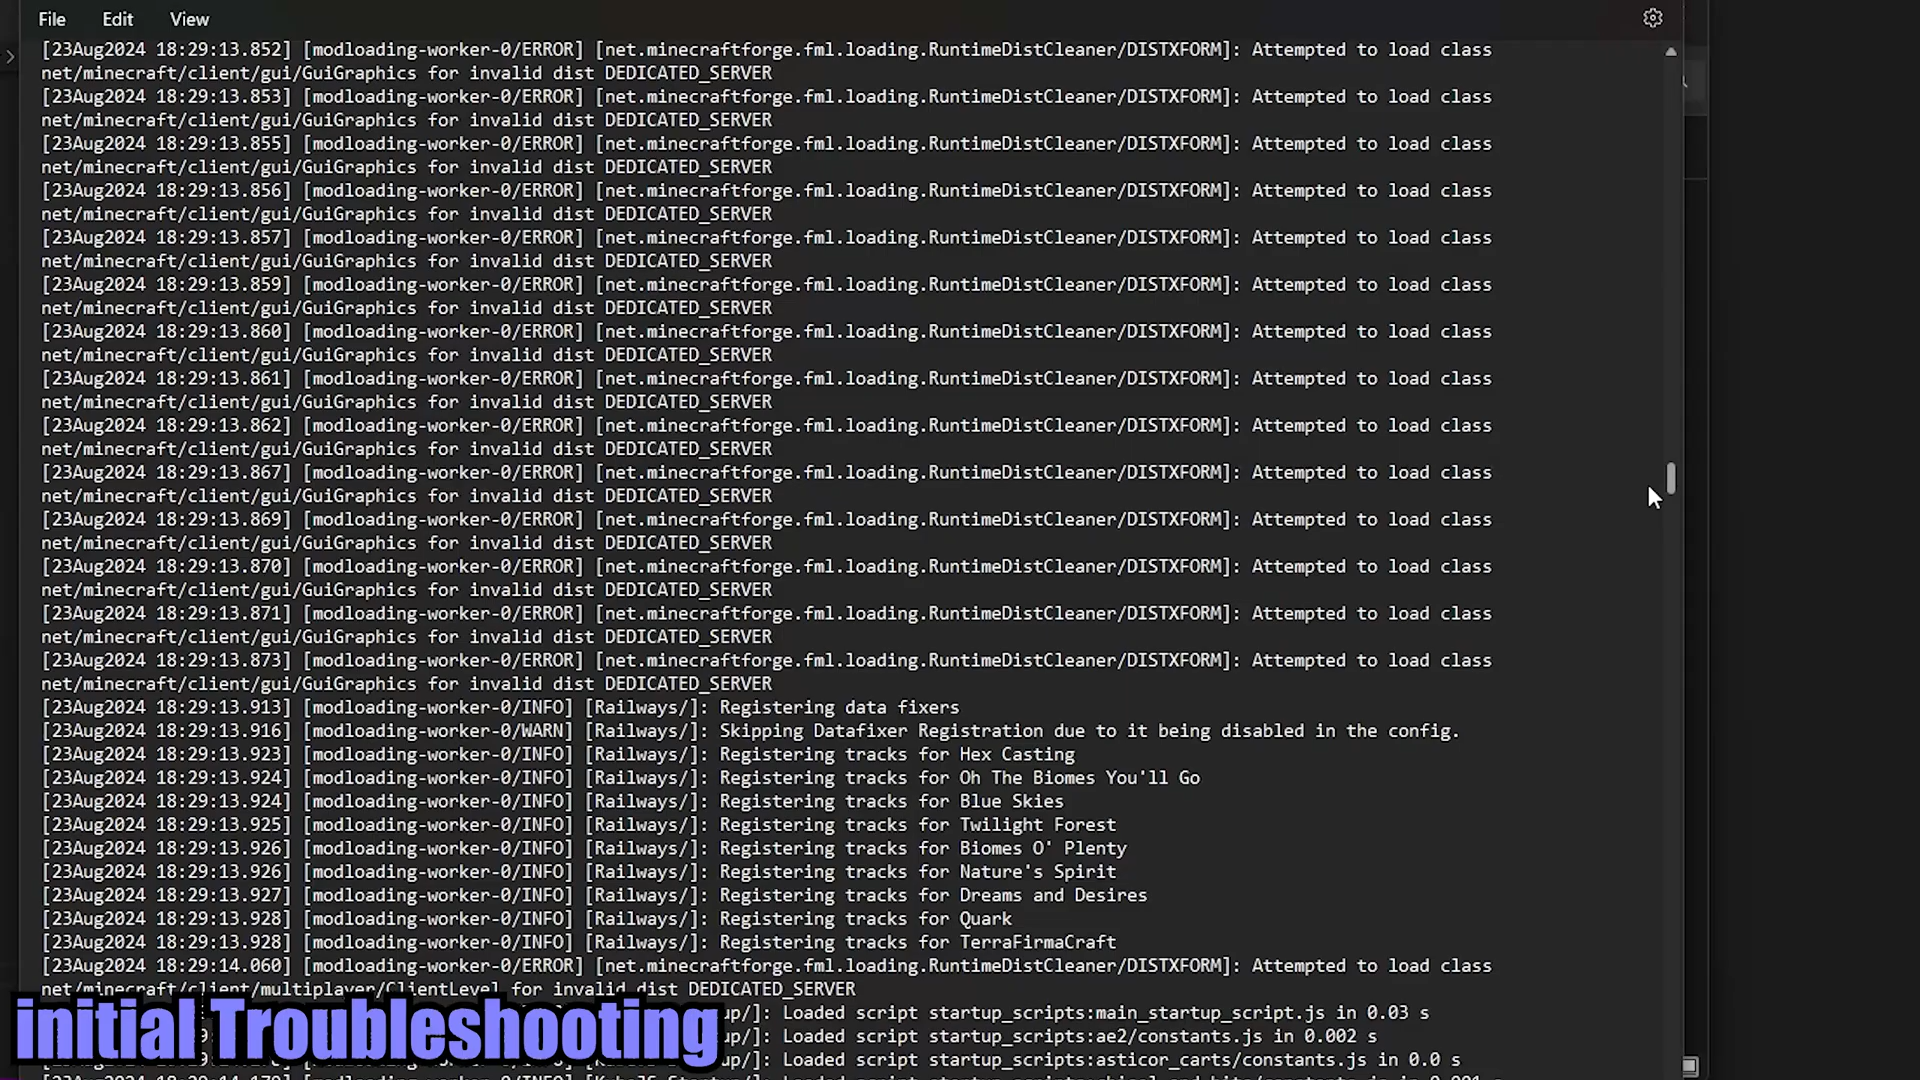 File Edit View
[23Aug2024 18:29:13.852] [modloading-worker-0/ERROR] [net.minecraftforge.fml.loading.RuntimeDistCleaner/DISTXFORM]: Attempted to load class
net/minecraft/client/gui/GuiGraphics for invalid dist DEDICATED_SERVER
[23Aug2024 18:29:13.853] [modloading-worker-0/ERROR] [net.minecraftforge.fml.loading.RuntimeDistCleaner/DISTXFORM]: Attempted to load class
net/minecraft/client/gui/GuiGraphics for invalid dist DEDICATED_SERVER
[23Aug2024 18:29:13.855] [modloading-worker-0/ERROR] [net.minecraftforge.fml.loading.RuntimeDistCleaner/DISTXFORM]: Attempted to load class
net/minecraft/client/gui/GuiGraphics for invalid dist DEDICATED_SERVER
[23Aug2024 18:29:13.856] [modloading-worker-0/ERROR] [net.minecraftforge.fml.loading.RuntimeDistCleaner/DISTXFORM]: Attempted to load class
net/minecraft/client/gui/GuiGraphics for invalid dist DEDICATED_SERVER
[23Aug2024 18:29:13.857] [modloading-worker-0/ERROR] [net.minecraftforge.fml.loading.RuntimeDistCleaner/DISTXFORM]: Attempted to load class
net/minecraft/client/gui/GuiGraphics for invalid dist DEDICATED_SERVER
[23Aug2024 18:29:13.859] [modloading-worker-0/ERROR] [net.minecraftforge.fml.loading.RuntimeDistCleaner/DISTXFORM]: Attempted to load class
net/minecraft/client/gui/GuiGraphics for invalid dist DEDICATED_SERVER
[23Aug2024 18:29:13.860] [modloading-worker-0/ERROR] [net.minecraftforge.fml.loading.RuntimeDistCleaner/DISTXFORM]: Attempted to load class
net/minecraft/client/gui/GuiGraphics for invalid dist DEDICATED_SERVER
[23Aug2024 18:29:13.861] [modloading-worker-0/ERROR] [net.minecraftforge.fml.loading.RuntimeDistCleaner/DISTXFORM]: Attempted to load class
net/minecraft/client/gui/GuiGraphics for invalid dist DEDICATED_SERVER
[23Aug2024 18:29:13.862] [modloading-worker-0/ERROR] [net.minecraftforge.fml.loading.RuntimeDistCleaner/DISTXFORM]: Attempted to load class
net/minecraft/client/gui/GuiGraphics for invalid dist DEDICATED_SERVER
[23Aug2024 18:29:13.867] [modloading-worker-0/ERROR] [net.minecraftforge.fml.loading.RuntimeDistCleaner/DISTXFORM]: Attempted to load class
net/minecraft/client/gui/GuiGraphics for invalid dist DEDICATED_SERVER
[23Aug2024 18:29:13.869] [modloading-worker-0/ERROR] [net.minecraftforge.fml.loading.RuntimeDistCleaner/DISTXFORM]: Attempted to load class
net/minecraft/client/gui/GuiGraphics for invalid dist DEDICATED_SERVER
[23Aug2024 18:29:13.870] [modloading-worker-0/ERROR] [net.minecraftforge.fml.loading.RuntimeDistCleaner/DISTXFORM]: Attempted to load class
net/minecraft/client/gui/GuiGraphics for invalid dist DEDICATED_SERVER
[23Aug2024 18:29:13.871] [modloading-worker-0/ERROR] [net.minecraftforge.fml.loading.RuntimeDistCleaner/DISTXFORM]: Attempted to load class
net/minecraft/client/gui/GuiGraphics for invalid dist DEDICATED_SERVER
[23Aug2024 18:29:13.873] [modloading-worker-0/ERROR] [net.minecraftforge.fml.loading.RuntimeDistCleaner/DISTXFORM]: Attempted to load class
net/minecraft/client/gui/GuiGraphics for invalid dist DEDICATED_SERVER
[23Aug2024 18:29:13.913] [modloading-worker-0/INFO] [Railways/]: Registering data fixers
[23Aug2024 18:29:13.916] [modloading-worker-0/WARN] [Railways/]: Skipping Datafixer Registration due to it being disabled in the config.
[23Aug2024 18:29:13.923] [modloading-worker-0/INFO] [Railways/]: Registering tracks for Hex Casting
[23Aug2024 18:29:13.924] [modloading-worker-0/INFO] [Railways/]: Registering tracks for Oh The Biomes You'll Go
[23Aug2024 18:29:13.924] [modloading-worker-0/INFO] [Railways/]: Registering tracks for Blue Skies
[23Aug2024 18:29:13.925] [modloading-worker-0/INFO] [Railways/]: Registering tracks for Twilight Forest
[23Aug2024 18:29:13.926] [modloading-worker-0/INFO] [Railways/]: Registering tracks for Biomes O' Plenty
[23Aug2024 18:29:13.926] [modloading-worker-0/INFO] [Railways/]: Registering tracks for Nature's Spirit
[23Aug2024 18:29:13.927] [modloading-worker-0/INFO] [Railways/]: Registering tracks for Dreams and Desires
[23Aug2024 18:29:13.928] [modloading-worker-0/INFO] [Railways/]: Registering tracks for Quark
[23Aug2024 18:29:13.928] [modloading-worker-0/INFO] [Railways/]: Registering tracks for TerraFirmaCraft
[23Aug2024 18:29:14.060] [modloading-worker-0/ERROR] [net.minecraftforge.fml.loading.RuntimeDistCleaner/DISTXFORM]: Attempted to load class
net/minecraft/client/multiplayer/ClientLevel for invalid dist DEDICATED_SERVER
up/]: Loaded script startup_scripts:main_startup_script.js in 0.03 s
up/]: Loaded script startup_scripts:ae2/constants.js in 0.002 s
up/]: Loaded script startup_scripts:asticor_carts/constants.js in 0.0 s
initial Troubleshooting